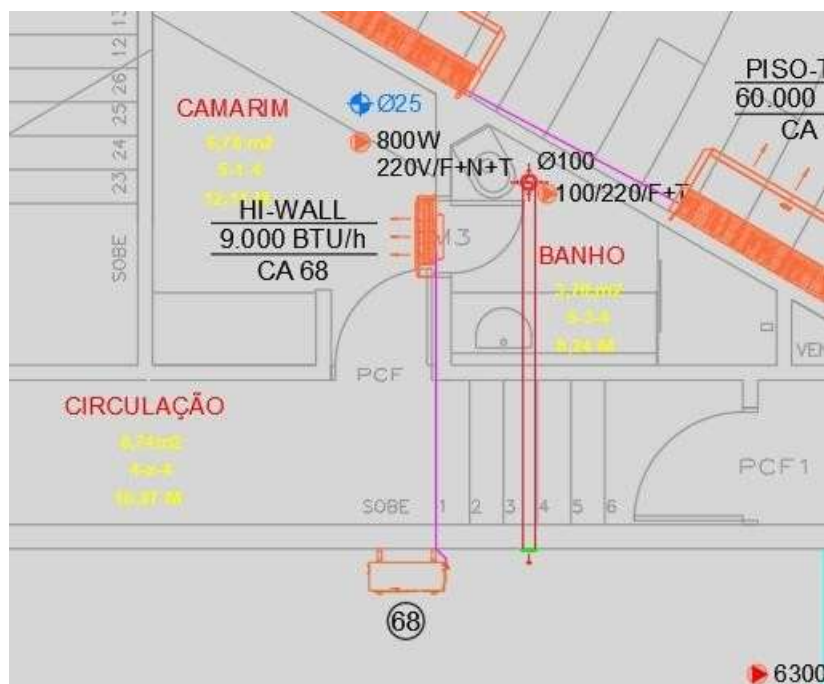 13
12
26
25
24
23
SOBE
CAMARIM
Ø25
800W
220V/F+N+T
Ø100
100/220/F+T
PISO-T
60.000
CA
HI-WALL
9.000 BTU/h
CA 68
M3
BANHO
PCF
VEN
CIRCULAÇÃO
PCF1
SOBE 1 2 3 4 5 6
68
6300